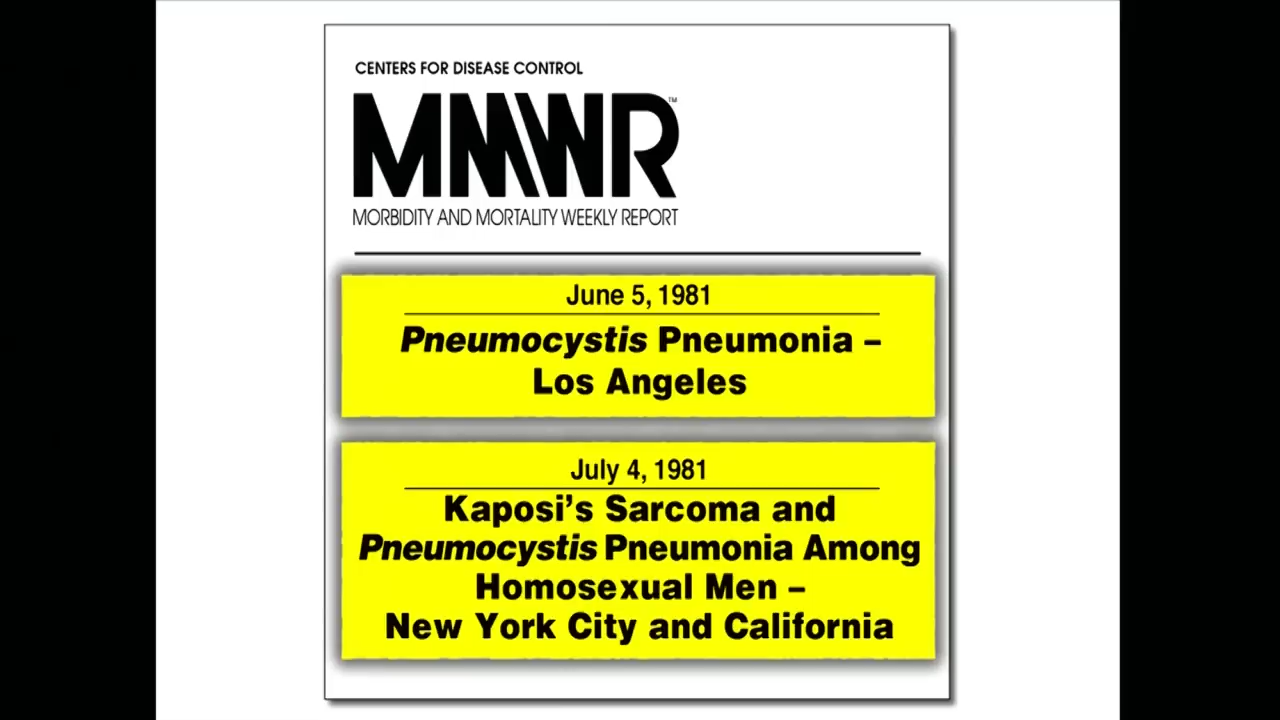 CENTERS FOR DISEASE CONTROL
MMWR™
MORBIDITY AND MORTALITY WEEKLY REPORT
June 5, 1981
Pneumocystis Pneumonia –
Los Angeles
July 4, 1981
Kaposi’s Sarcoma and
Pneumocystis Pneumonia Among
Homosexual Men –
New York City and California